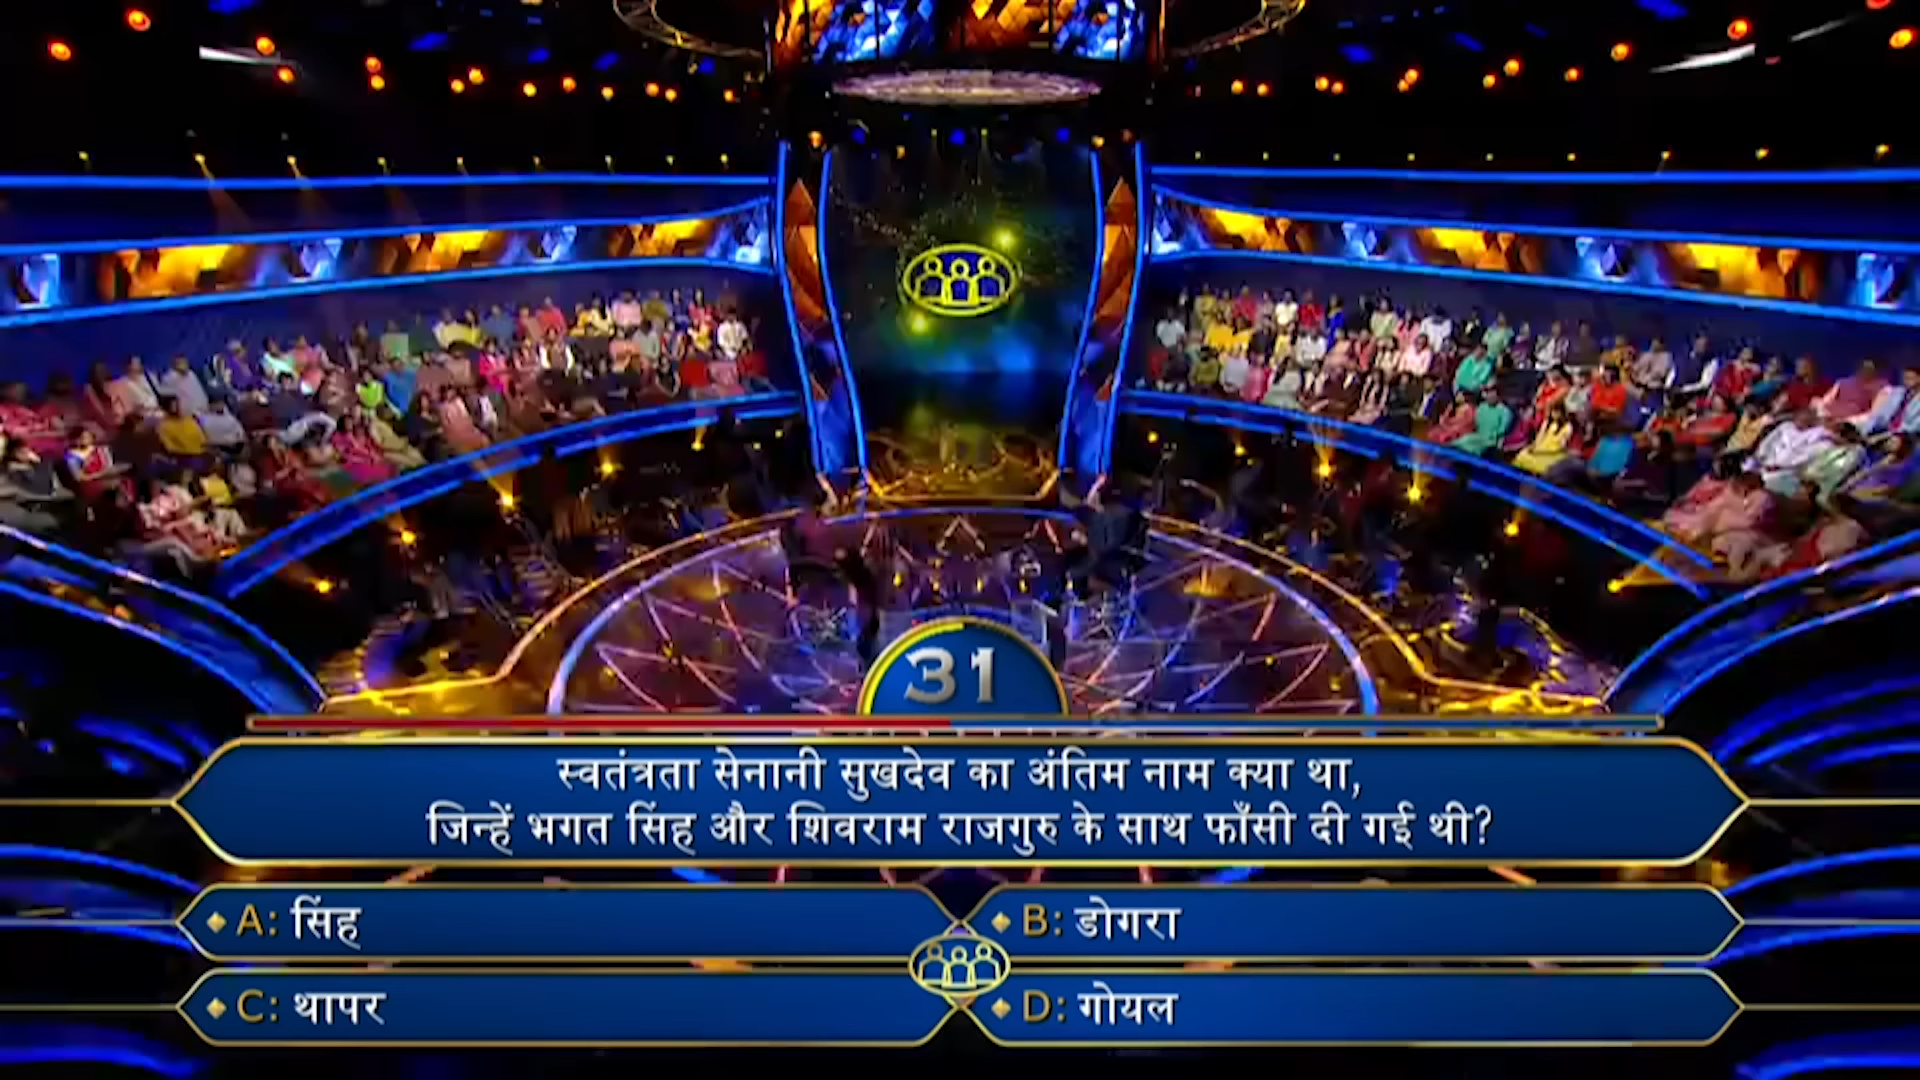 31
स्वतंत्रता सेनानी सुखदेव का अंतिम नाम क्या था,
जिन्हें भगत सिंह और शिवराम राजगुरु के साथ फाँसी दी गई थी?
A: सिंह
B: डोगरा
C: थापर
D: गोयल